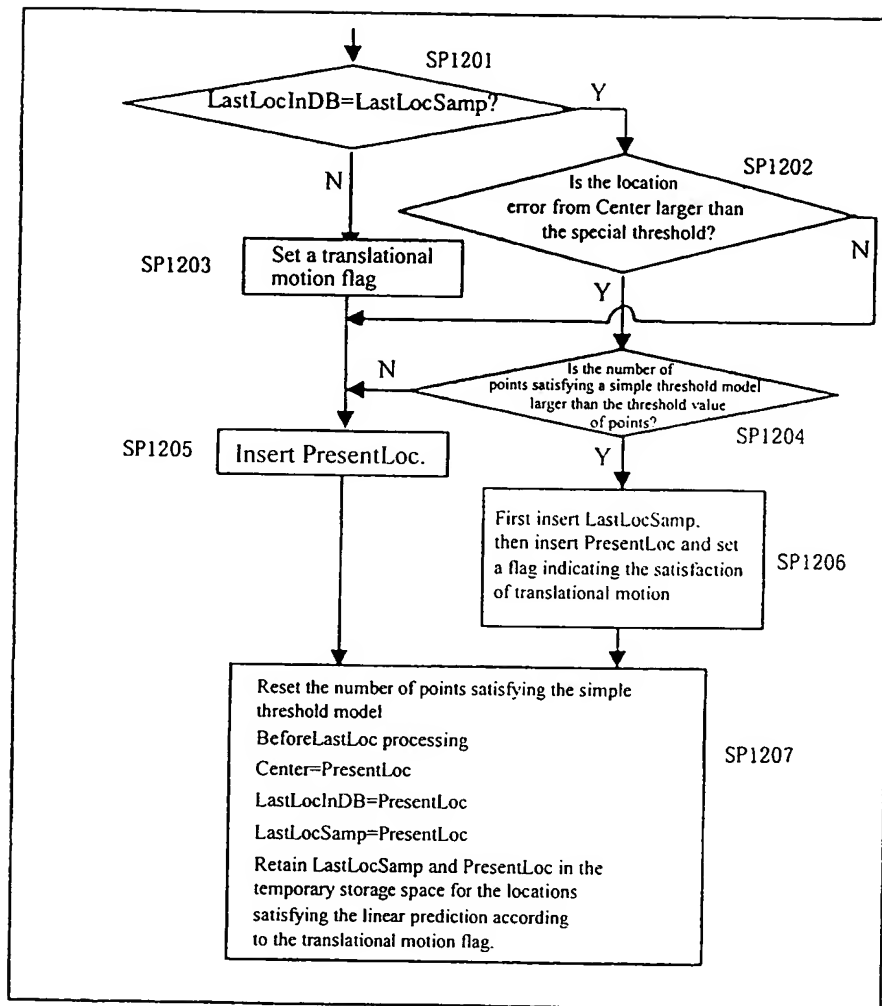 SP1201
LastLocInDB=LastLocSamp?
Y
SP1202
N
Is the location
error from Center larger than
the special threshold?
N
SP1203
Set a translational
motion flag
Y
N
Is the number of
points satisfying a simple threshold model
larger than the threshold value
of points?
SP1204
SP1205
Insert PresentLoc.
Y
First insert LastLocSamp,
then insert PresentLoc and set
a flag indicating the satisfaction
of translational motion
SP1206
Reset the number of points satisfying the simple
threshold model
BeforeLastLoc processing
Center=PresentLoc
LastLocInDB=PresentLoc
LastLocSamp=PresentLoc
Retain LastLocSamp and PresentLoc in the
temporary storage space for the locations
satisfying the linear prediction according
to the translational motion flag.
SP1207